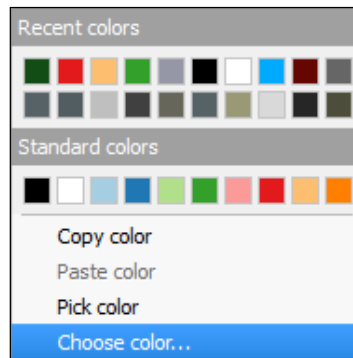 Recent colors
Standard colors
Copy color
Paste color
Pick color
Choose color...